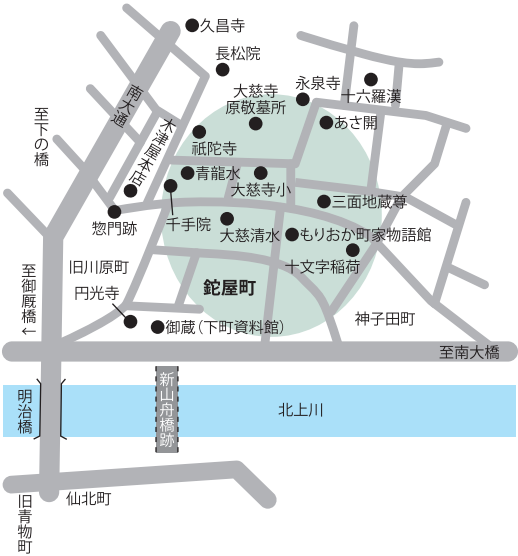 久昌寺
長松院
大慈寺
原敬墓所
永泉寺
十六羅漢
南大通
至下の橋
木津屋本店
祇陀寺
あさ開
青龍水
大慈寺小
三面地蔵尊
惣門跡
千手院
大慈清水
もりおか町家物語館
十文字稲荷
旧川原町
至御厩橋←
円光寺
鉈屋町
御蔵(下町資料館)
神子田町
至南大橋
新山舟橋跡
明治橋
北上川
仙北町
旧青物町